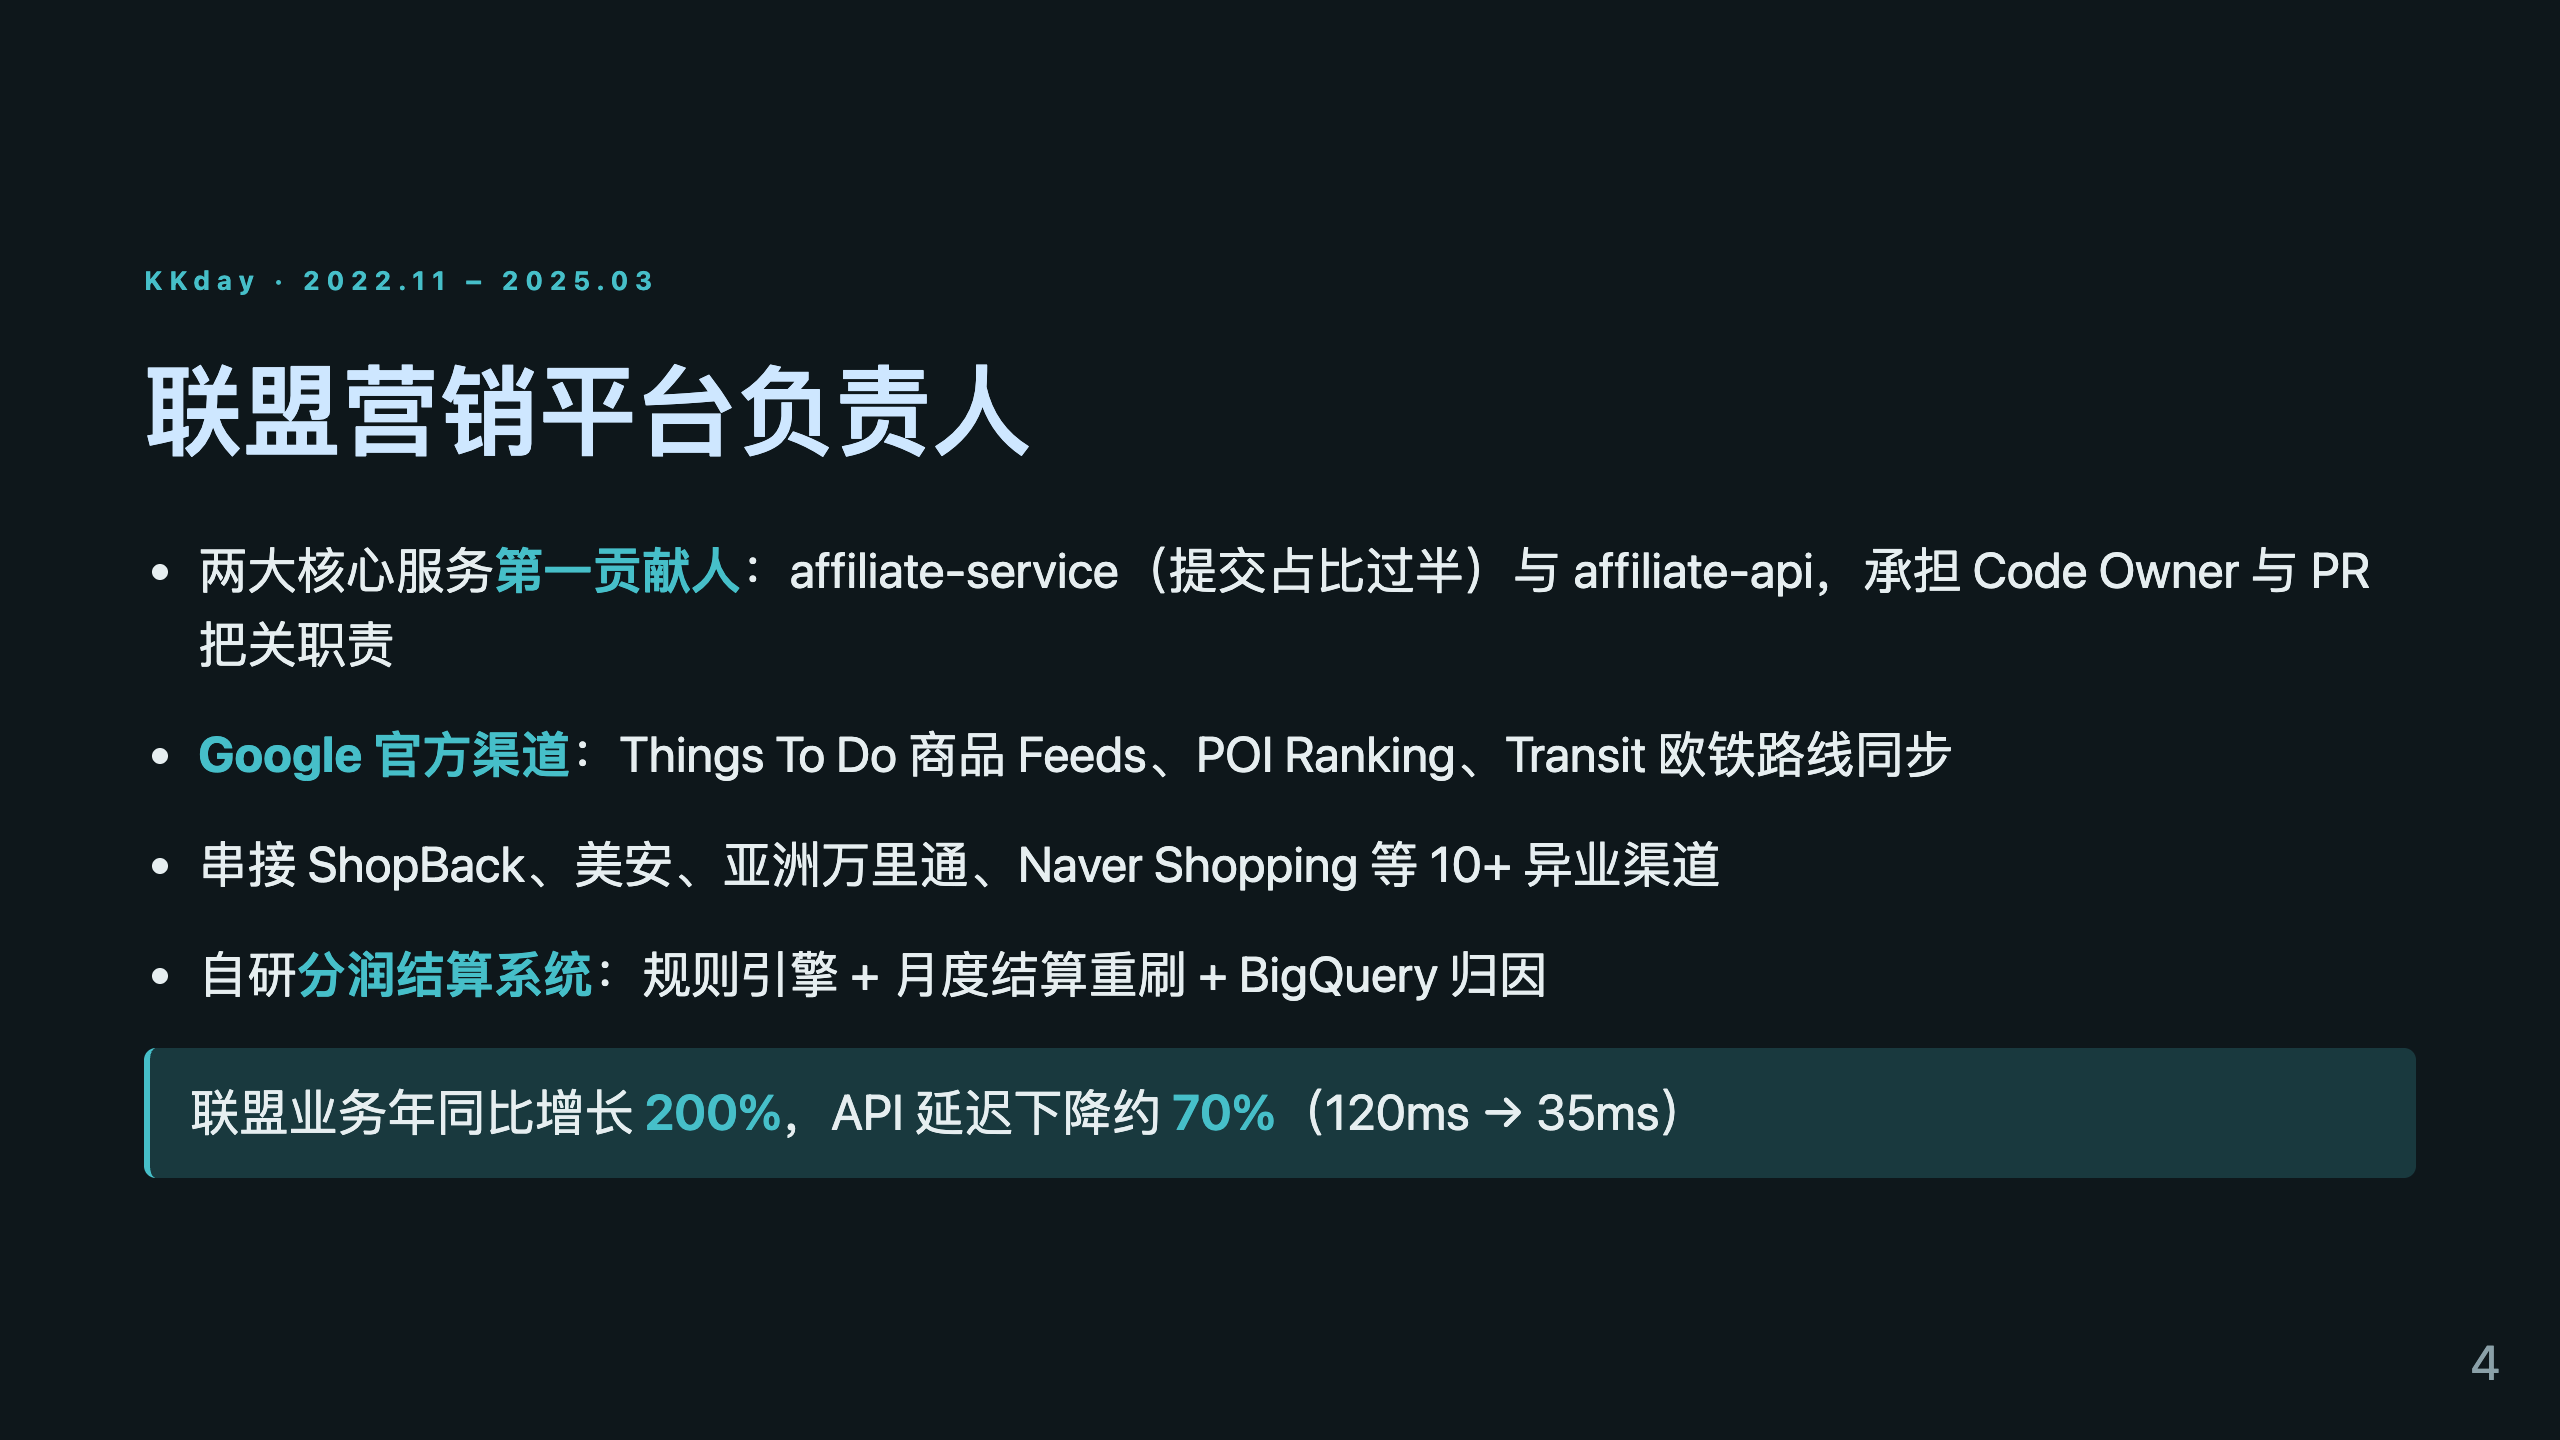 KKday · 2022.11 – 2025.03
联盟营销平台负责人
• 两大核心服务第一贡献人：affiliate-service（提交占比过半）与 affiliate-api，承担 Code Owner 与 PR
把关职责
• Google 官方渠道：Things To Do 商品 Feeds、POI Ranking、Transit 欧铁路线同步
• 串接 ShopBack、美安、亚洲万里通、Naver Shopping 等 10+ 异业渠道
• 自研分润结算系统：规则引擎 + 月度结算重刷 + BigQuery 归因
联盟业务年同比增长 200%，API 延迟下降约 70%（120ms → 35ms）
4